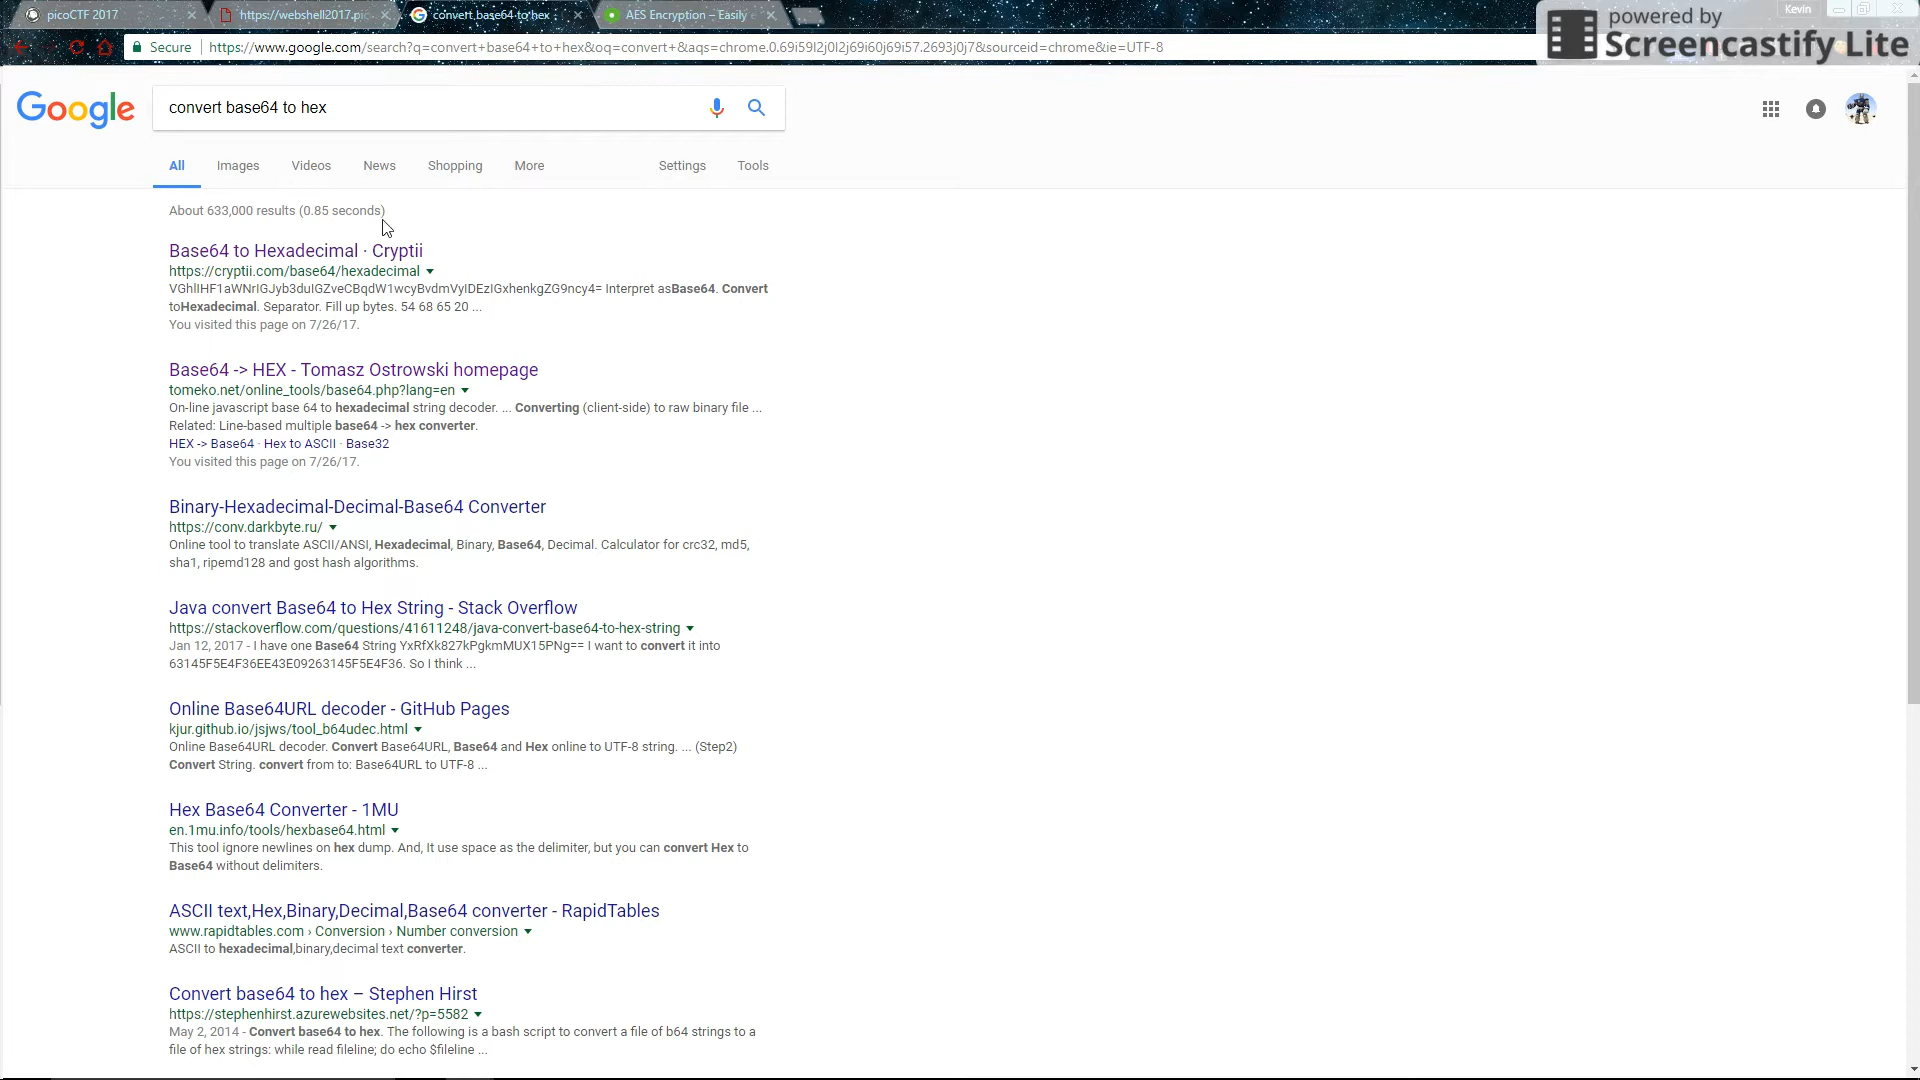 picoCTF 2017
https://webshell2017.pic
convert base64 to hex -
AES Encryption – Easily e
Kevin
powered by
Screencastify Lite
Secure
https://www.google.com/search?q=convert+base64+to+hex&oq=convert+&aqs=chrome.0.69i59l2j0l2j69i60j69i57.2693j0j7&sourceid=chrome&ie=UTF-8
Google
convert base64 to hex
All Images Videos News Shopping More Settings Tools
About 633,000 results (0.85 seconds)
Base64 to Hexadecimal · Cryptii
https://cryptii.com/base64/hexadecimal
VGhlIHF1aWNrIGJyb3duIGZveCBqdW1wcyBvdmVyIDEzIGxhenkgZG9ncy4= Interpret asBase64. Convert
toHexadecimal. Separator. Fill up bytes. 54 68 65 20 ...
You visited this page on 7/26/17.
Base64 -> HEX - Tomasz Ostrowski homepage
tomeko.net/online_tools/base64.php?lang=en
On-line javascript base 64 to hexadecimal string decoder. ... Converting (client-side) to raw binary file ...
Related: Line-based multiple base64 -> hex converter.
HEX -> Base64 · Hex to ASCII · Base32
You visited this page on 7/26/17.
Binary-Hexadecimal-Decimal-Base64 Converter
https://conv.darkbyte.ru/
Online tool to translate ASCII/ANSI, Hexadecimal, Binary, Base64, Decimal. Calculator for crc32, md5,
sha1, ripemd128 and gost hash algorithms.
Java convert Base64 to Hex String - Stack Overflow
https://stackoverflow.com/questions/41611248/java-convert-base64-to-hex-string
Jan 12, 2017 - I have one Base64 String YxRfXk827kPgkmMUX15PNg== I want to convert it into
63145F5E4F36EE43E09263145F5E4F36. So I think ...
Online Base64URL decoder - GitHub Pages
kjur.github.io/jsjws/tool_b64udec.html
Online Base64URL decoder. Convert Base64URL, Base64 and Hex online to UTF-8 string. ... (Step2)
Convert String. convert from to: Base64URL to UTF-8 ...
Hex Base64 Converter - 1MU
en.1mu.info/tools/hexbase64.html
This tool ignore newlines on hex dump. And, It use space as the delimiter, but you can convert Hex to
Base64 without delimiters.
ASCII text,Hex,Binary,Decimal,Base64 converter - RapidTables
www.rapidtables.com › Conversion › Number conversion
ASCII to hexadecimal,binary,decimal text converter.
Convert base64 to hex – Stephen Hirst
https://stephenhirst.azurewebsites.net/?p=5582
May 2, 2014 - Convert base64 to hex. The following is a bash script to convert a file of b64 strings to a
file of hex strings: while read fileline; do echo $fileline ...